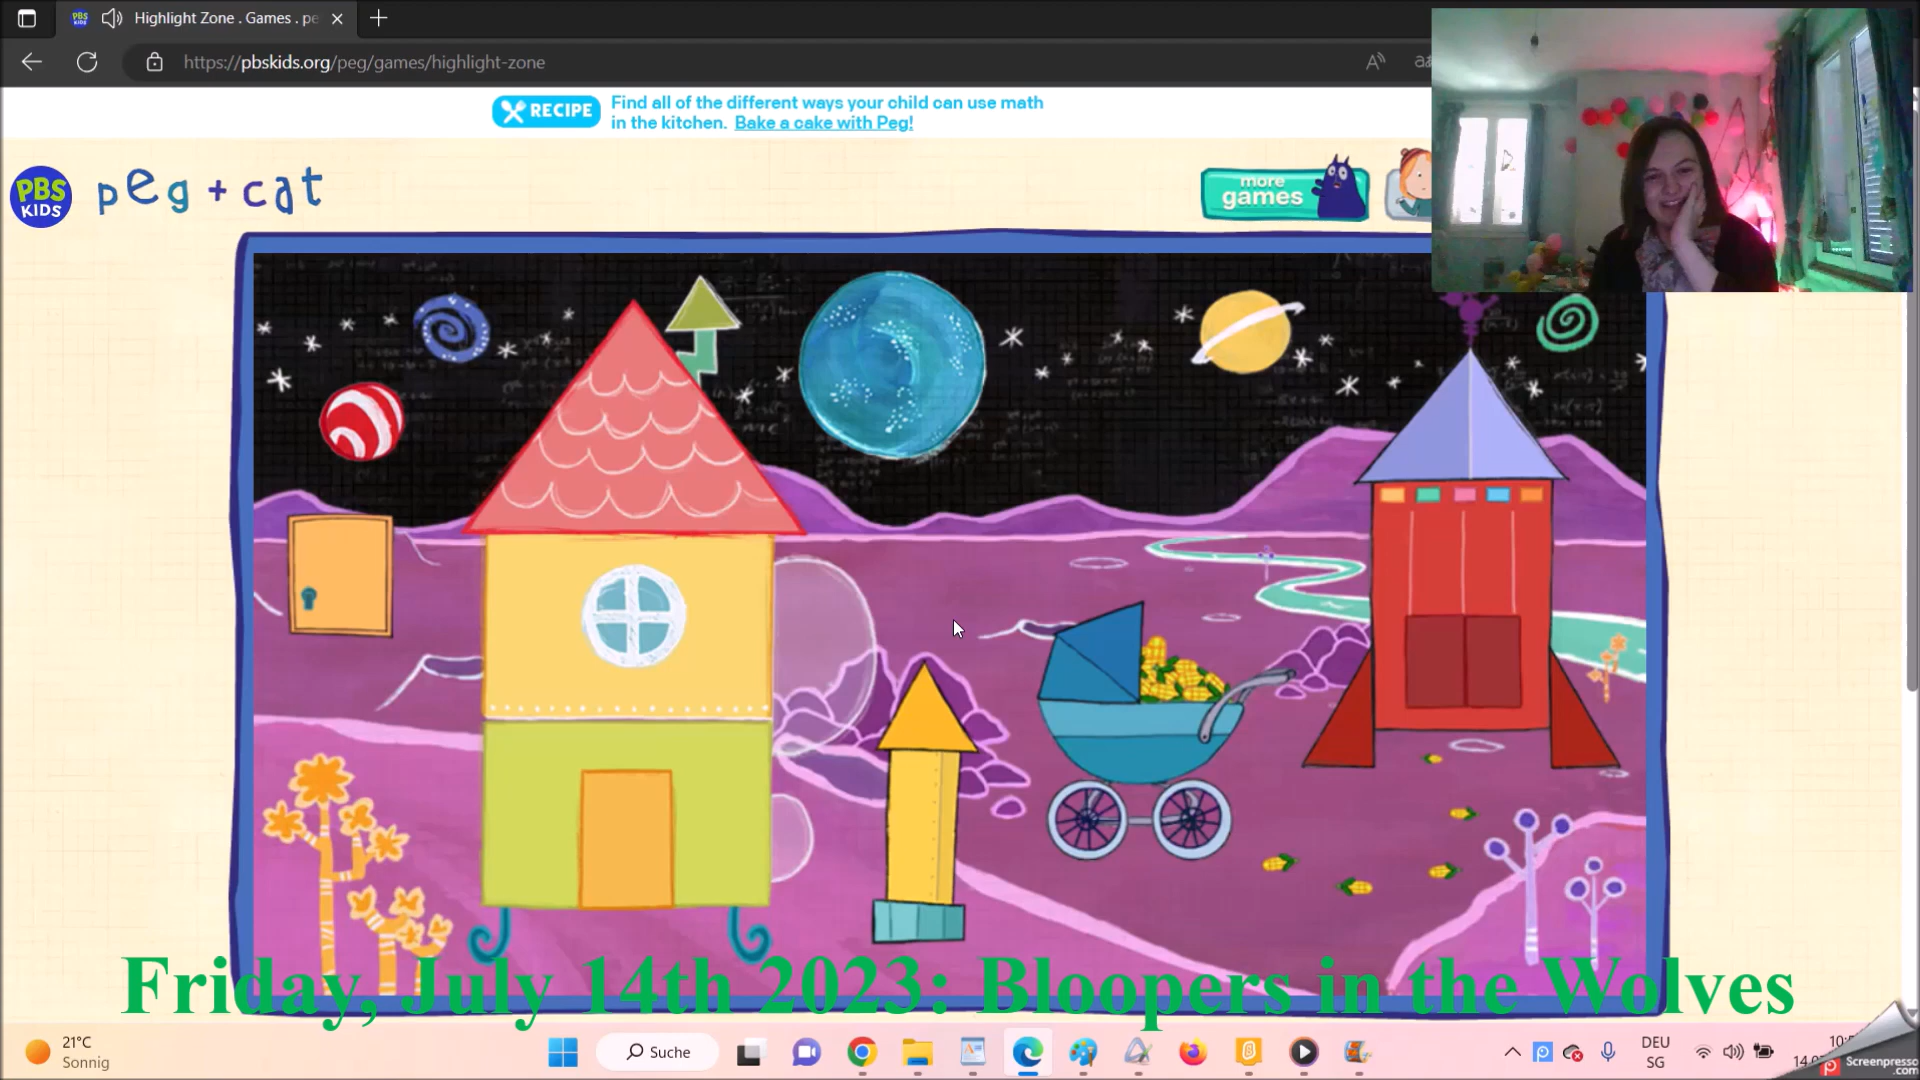 Highlight Zone . Games . pe
https://pbskids.org/peg/games/highlight-zone
RECIPE
Find all of the different ways your child can use math
in the kitchen. Bake a cake with Peg!
PBS
KIDS
peg + cat
more
games
Friday, July 14th 2023: Bloopers in the Wolves
21°C
Sonnig
Suche
DEU
SG
Screenpresso
.com